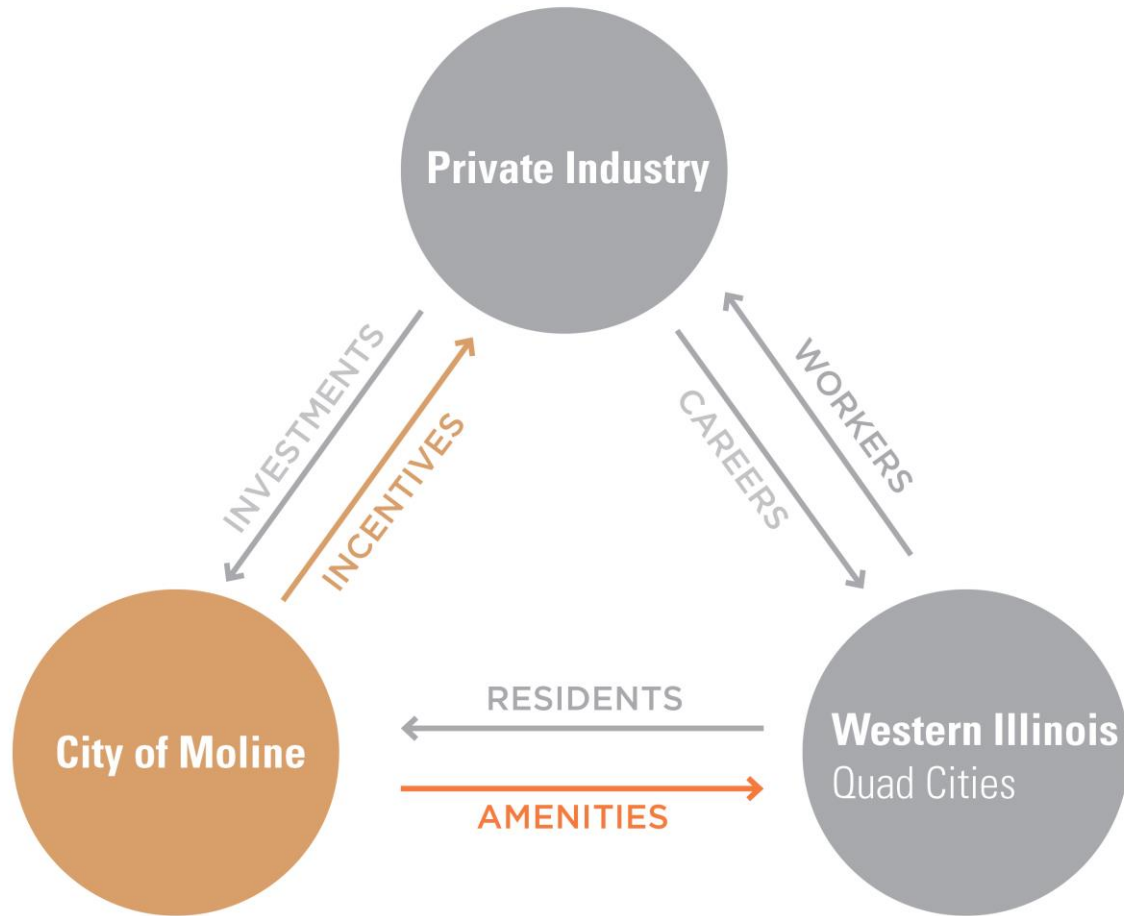 Private Industry
INVESTMENTS
INCENTIVES
CAREERS
WORKERS
City of Moline
RESIDENTS
AMENITIES
Western Illinois
Quad Cities